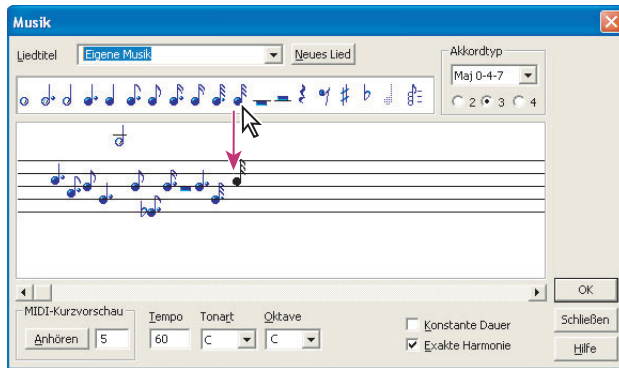 Musik
Liedtitel Eigene Musik Neues Lied
Akkordtyp
Maj 0-4-7
2 3 4
OK
MIDI-Kurzvorschau Tempo Tonart Oktave
Anhören 5 60 C C
Konstante Dauer
Exakte Harmonie
Schließen
Hilfe